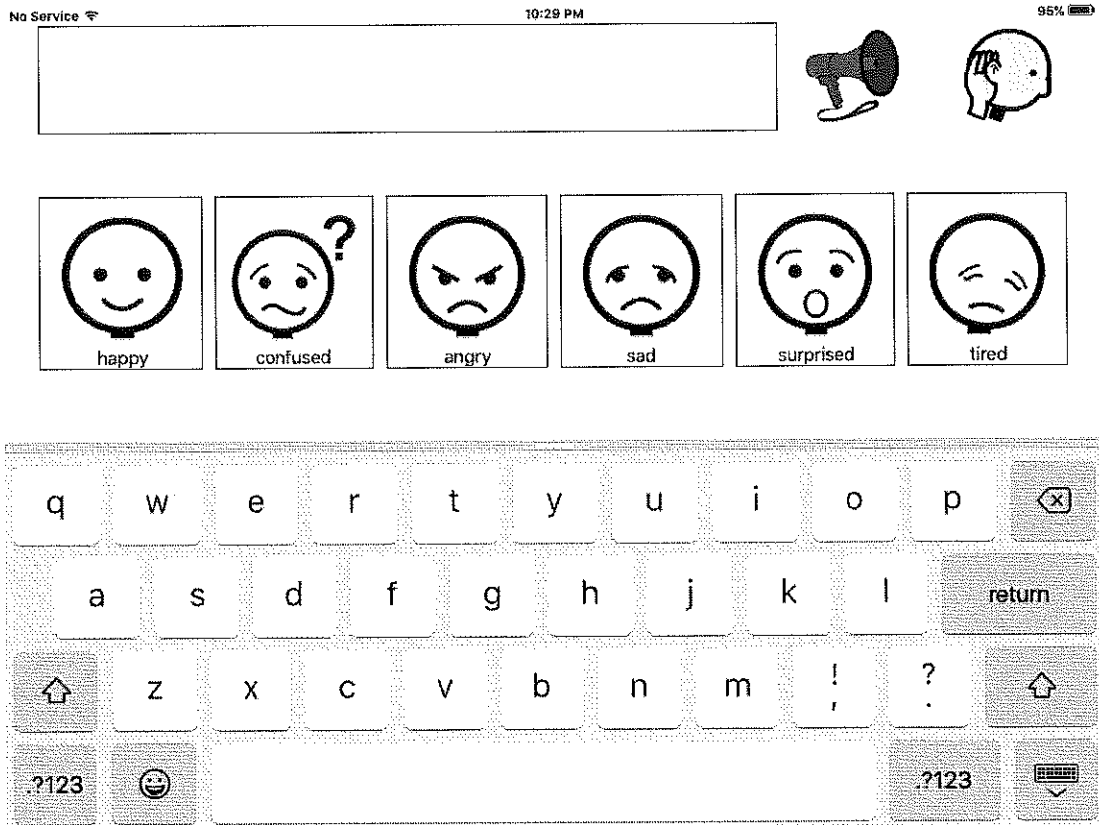 No Service 10:29 PM 95%
?
happy confused angry sad surprised tired
q w e r t y u i o p
a s d f g h j k l return
z x c v b n m ! , ? .
.?123 .?123